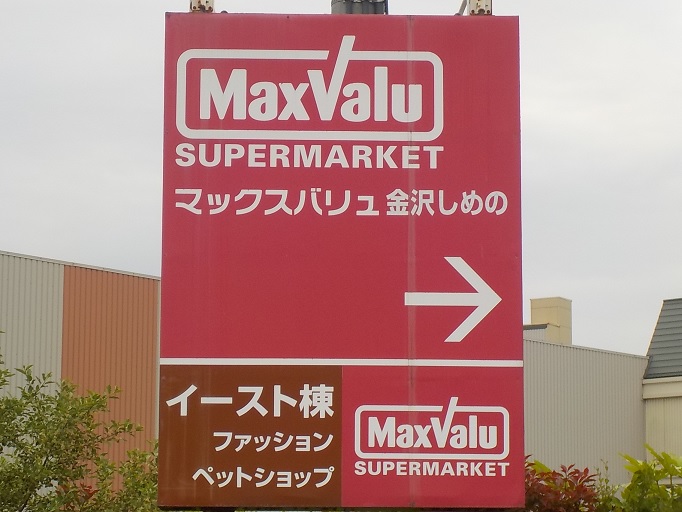 MaxValu
SUPERMARKET
マックスバリュ 金沢しめの
イースト棟
ファッション
ペットショップ
MaxValu
SUPERMARKET